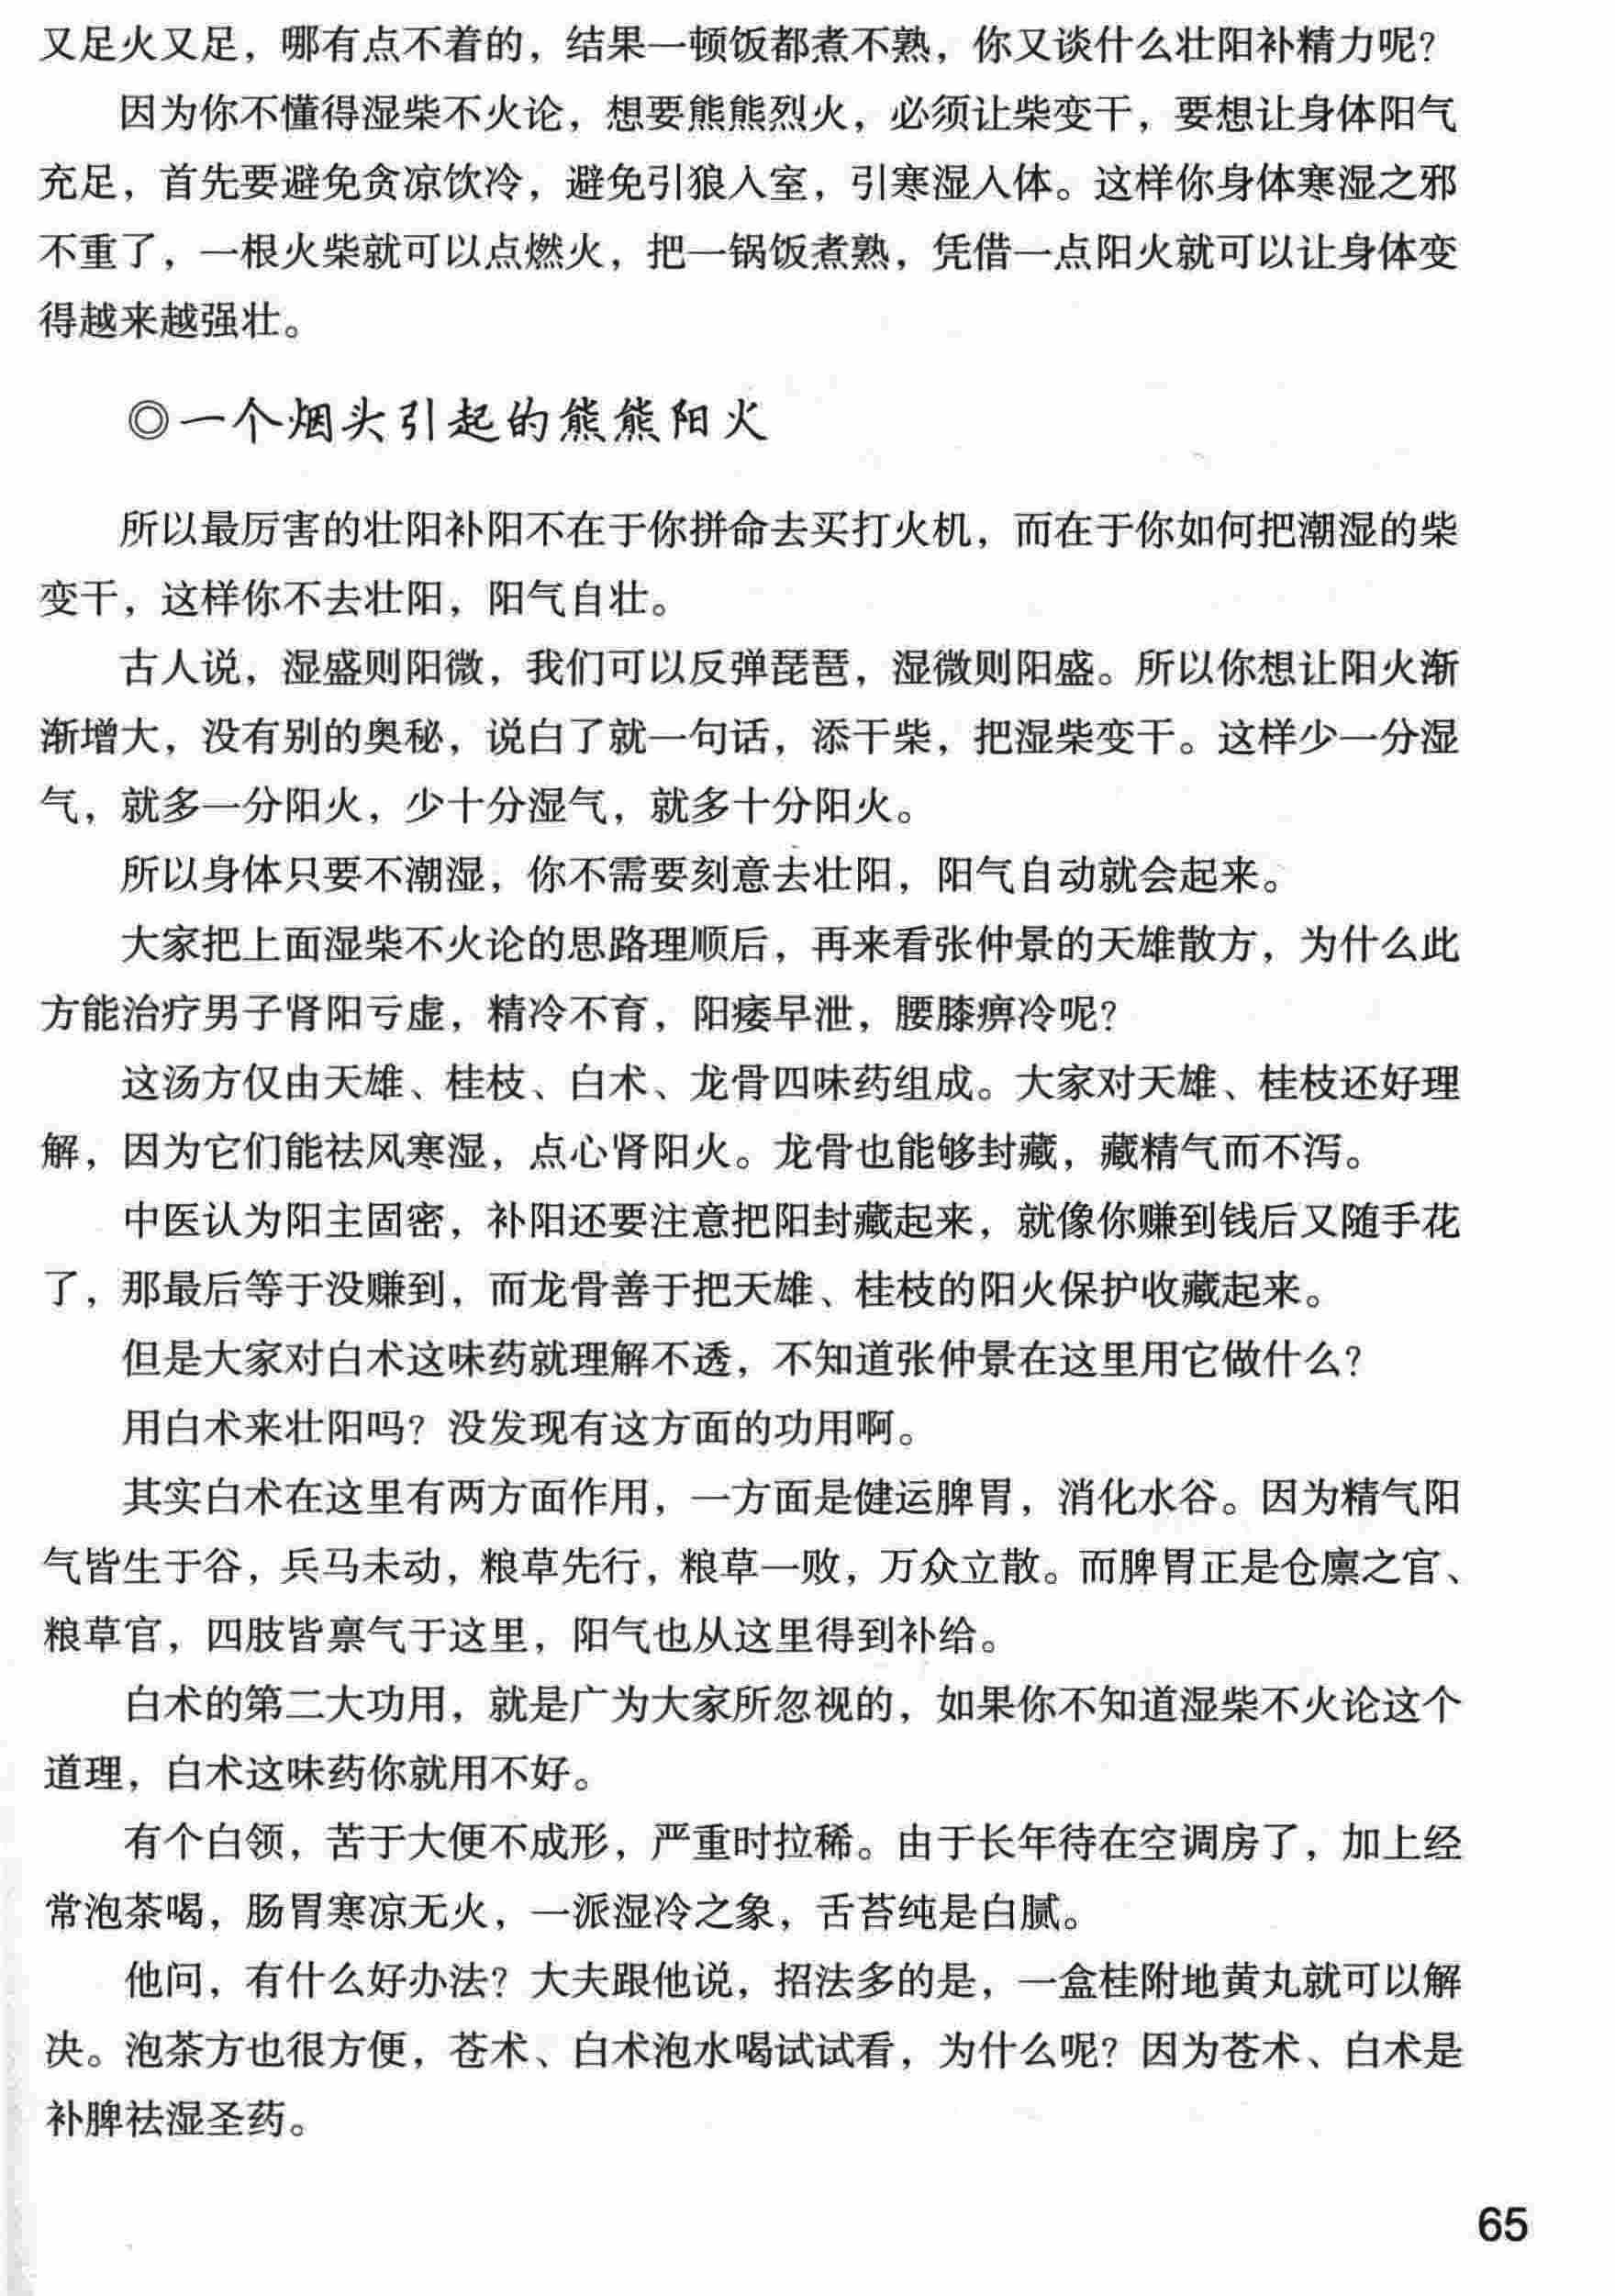 又足火又足，哪有点不着的，结果一顿饭都煮不熟，你又谈什么壮阳补精力呢？
因为你不懂得湿柴不火论，想要熊熊烈火，必须让柴变干，要想让身体阳气
充足，首先要避免贪凉饮冷，避免引狼入室，引寒湿入体。这样你身体寒湿之邪
不重了，一根火柴就可以点燃火，把一锅饭煮熟，凭借一点阳火就可以让身体变
得越来越强壮。
◎一个烟头引起的熊熊阳火
所以最厉害的壮阳补阳不在于你拼命去买打火机，而在于你如何把潮湿的柴
变干，这样你不去壮阳，阳气自壮。
古人说，湿盛则阳微，我们可以反弹琵琶，湿微则阳盛。所以你想让阳火渐
渐增大，没有别的奥秘，说白了就一句话，添干柴，把湿柴变干。这样少一分湿
气，就多一分阳火，少十分湿气，就多十分阳火。
所以身体只要不潮湿，你不需要刻意去壮阳，阳气自动就会起来。
大家把上面湿柴不火论的思路理顺后，再来看张仲景的天雄散方，为什么此
方能治疗男子肾阳亏虚，精冷不育，阳痿早泄，腰膝痹冷呢？
这汤方仅由天雄、桂枝、白术、龙骨四味药组成。大家对天雄、桂枝还好理
解，因为它们能祛风寒湿，点心肾阳火。龙骨也能够封藏，藏精气而不泻。
中医认为阳主固密，补阳还要注意把阳封藏起来，就像你赚到钱后又随手花
了，那最后等于没赚到，而龙骨善于把天雄、桂枝的阳火保护收藏起来。
但是大家对白术这味药就理解不透，不知道张仲景在这里用它做什么？
用白术来壮阳吗？没发现有这方面的功用啊。
其实白术在这里有两方面作用，一方面是健运脾胃，消化水谷。因为精气阳
气皆生于谷，兵马未动，粮草先行，粮草一败，万众立散。而脾胃正是仓廪之官、
粮草官，四肢皆禀气于这里，阳气也从这里得到补给。
白术的第二大功用，就是广为大家所忽视的，如果你不知道湿柴不火论这个
道理，白术这味药你就用不好。
有个白领，苦于大便不成形，严重时拉稀。由于长年待在空调房了，加上经
常泡茶喝，肠胃寒凉无火，一派湿冷之象，舌苔纯是白腻。
他问，有什么好办法？大夫跟他说，招法多的是，一盒桂附地黄丸就可以解
决。泡茶方也很方便，苍术、白术泡水喝试试看，为什么呢？因为苍术、白术是
补脾祛湿圣药。
65